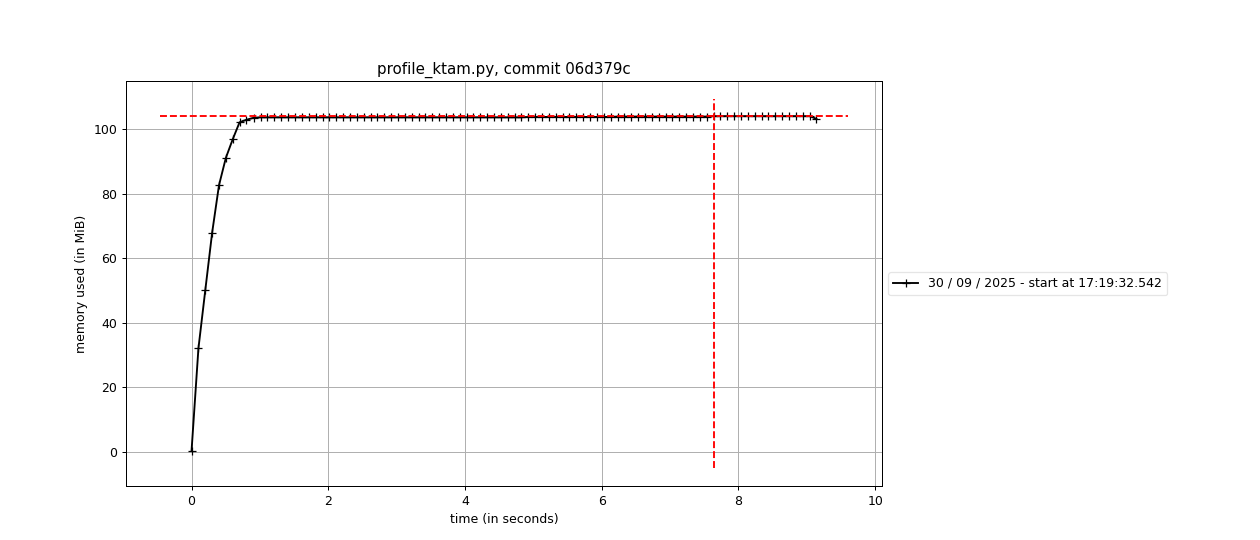 profile_ktam.py, commit 06d379c
100
80
60
40
20
0
memory used (in MiB)
0 2 4 6 8 10
time (in seconds)
30 / 09 / 2025 - start at 17:19:32.542